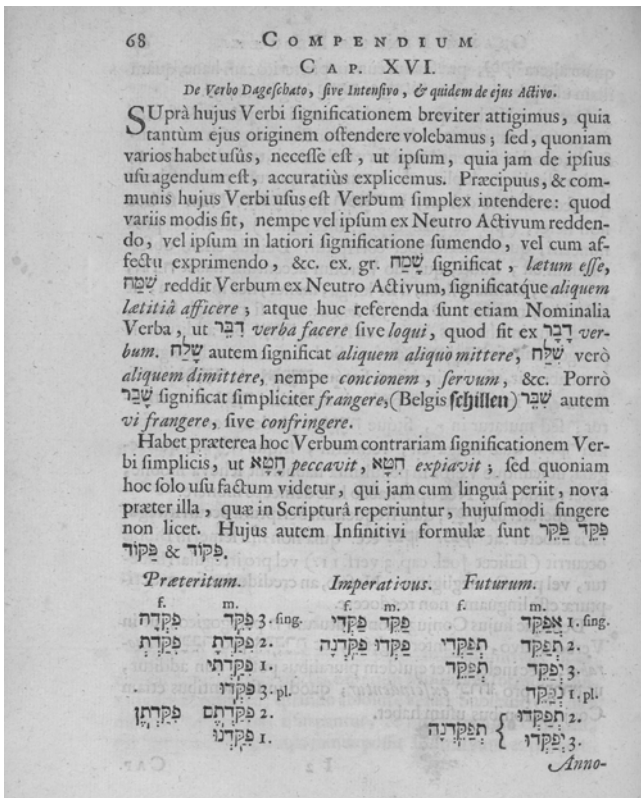 68 COMPENDIUM
CAP. XVI.
De Verbo Dageſchato, ſive Intenſivo, & quidem de ejus Activo.
SUprà hujus Verbi ſignificationem breviter attigimus, quia
tantùm ejus originem oſtendere volebamus; ſed, quoniam
varios habet uſus, neceſſe eſt, ut ipſum, quia jam de ipſius
uſu agendum eſt, accuratiùs explicemus. Præcipuus, & com-
munis hujus Verbi uſus eſt Verbum ſimplex intendere: quod
variis modis fit, nempe vel ipſum ex Neutro Activum redden-
do, vel ipſum in latiori ſignificatione ſumendo, vel cum af-
fectu exprimendo, &c. ex. gr. שָׂמַח ſignificat, lætum eſſe,
שִׂמַּח reddit Verbum ex Neutro Activum, ſignificatque aliquem
lætitiâ afficere; atque huc referenda ſunt etiam Nominalia
Verba, ut דִּבֵּר verba facere ſive loqui, quod fit ex דָּבָר ver-
bum. שָׁלַח autem ſignificat aliquem aliquo mittere, שִׁלַּח verò
aliquem dimittere, nempe concionem, ſervum, &c. Porrò
שָׁבַר ſignificat ſimpliciter frangere, (Belgis ſchillen) שִׁבֵּר autem
vi frangere, ſive confringere.
Habet præterea hoc Verbum contrariam ſignificationem Ver-
bi ſimplicis, ut חָטָא peccavit, חִטֵּא expiavit; ſed quoniam
hoc ſolo uſu factum videtur, qui jam cum linguâ periit, nova
præter illa, quæ in Scripturâ reperiuntur, hujuſmodi fingere
non licet. Hujus autem Infinitivi formulæ ſunt פִּקֵּד פַּקֵּד
פִּקּוֹד & פַּקּוֹד.
Præteritum. Imperativus. Futurum.
f. m. f. m. f. m.
פִּקְּדָה פִּקֵּד 3. ſing. פַּקְּדִי פַּקֵּד אֲפַקֵּד 1. ſing.
פִּקַּדְתְּ פִּקַּדְתָּ 2. פַּקֵּדְנָה פַּקְּדוּ תְּפַקְּדִי תְּפַקֵּד 2.
פִּקַּדְתִּי 1. תְּפַקֵּד יְפַקֵּד 3.
פִּקְּדוּ 3. pl. נְפַקֵּד 1. pl.
פִּקַּדְתֶּן פִּקַּדְתֶּם 2. תְּפַקֵּדְנָה { תְּפַקְּדוּ 2.
פִּקַּדְנוּ 1. יְפַקְּדוּ 3.
Anno-